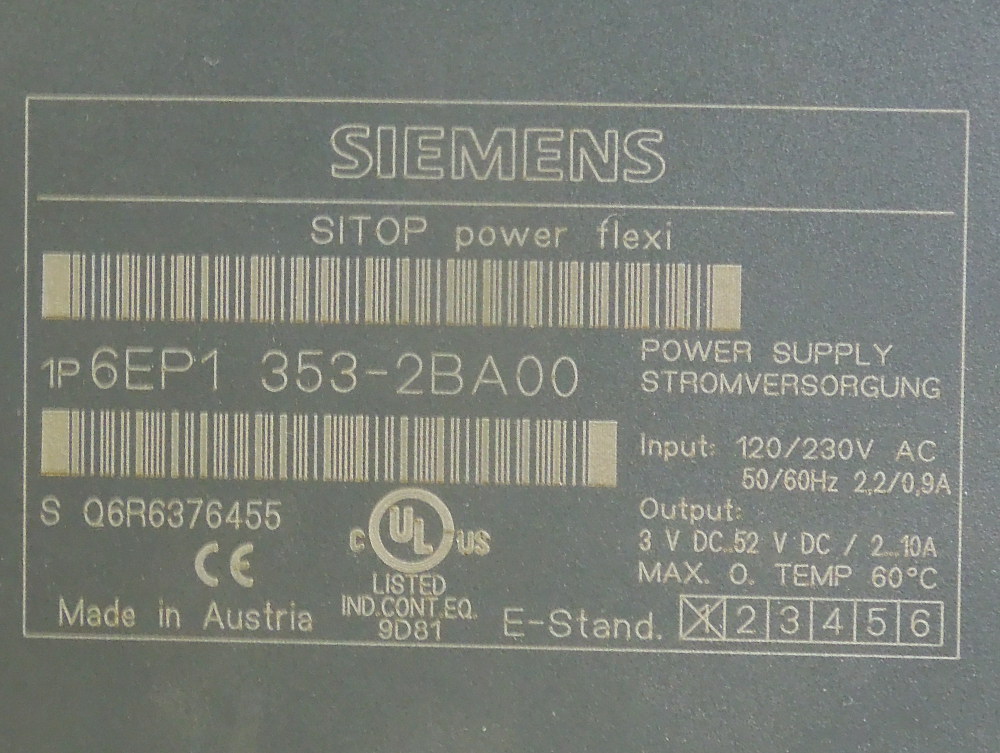 SIEMENS
SITOP power flexi
1P 6EP1 353-2BA00
POWER SUPPLY
STROMVERSORGUNG
Input: 120/230V AC
50/60Hz 2,2/0,9A
Output:
3 V DC..52 V DC / 2...10A
MAX. O. TEMP 60°C
S Q6R6376455
C UL US
LISTED
IND.CONT.EQ.
9D81
CE
Made in Austria
E-Stand. 1 2 3 4 5 6